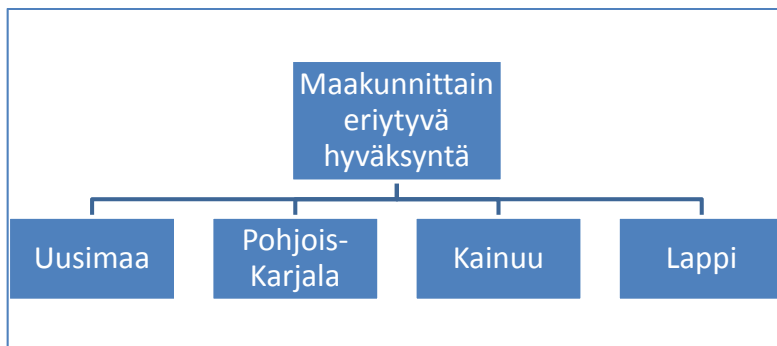 Maakunnittain
eriytyvä
hyväksyntä
Uusimaa
Pohjois-
Karjala
Kainuu
Lappi